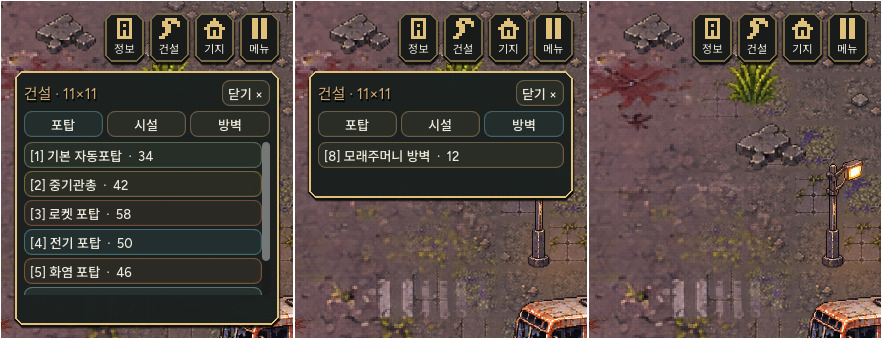 정보 건설 기지 메뉴
건설 · 11×11 닫기 ×
포탑 시설 방벽
[1] 기본 자동포탑 · 34
[2] 중기관총 · 42
[3] 로켓 포탑 · 58
[4] 전기 포탑 · 50
[5] 화염 포탑 · 46
정보 건설 기지 메뉴
건설 · 11×11 닫기 ×
포탑 시설 방벽
[8] 모래주머니 방벽 · 12
정보 건설 기지 메뉴